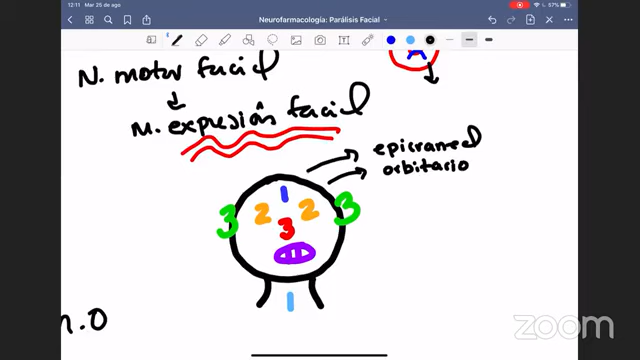 12:11 Mar 25 de ago
Neurofarmacología: Parálisis Facial
57%
N. motor facial
M. expresión facial
epicraneal
orbitario
1
3 2 2 3
3
1
n. O
zoom